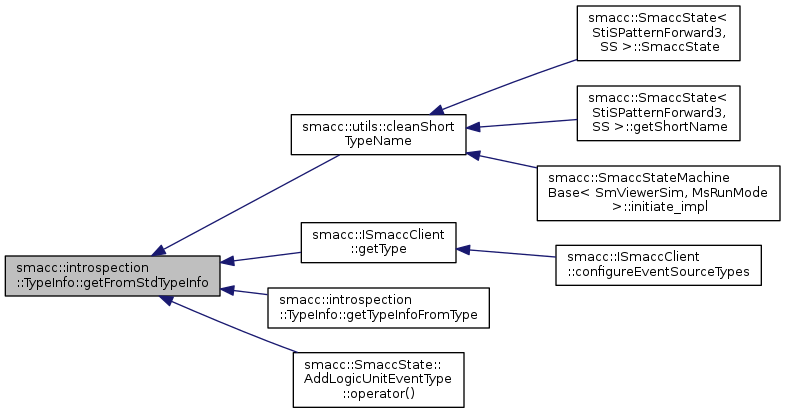 smacc::SmaccState<
StiSPatternForward3,
SS >::SmaccState
smacc::utils::cleanShort
TypeName
smacc::SmaccState<
StiSPatternForward3,
SS >::getShortName
smacc::SmaccStateMachine
Base< SmViewerSim, MsRunMode
>::initiate_impl
smacc::ISmaccClient
::getType
smacc::ISmaccClient
::configureEventSourceTypes
smacc::introspection
::TypeInfo::getFromStdTypeInfo
smacc::introspection
::TypeInfo::getTypeInfoFromType
smacc::SmaccState::
AddLogicUnitEventType
::operator()